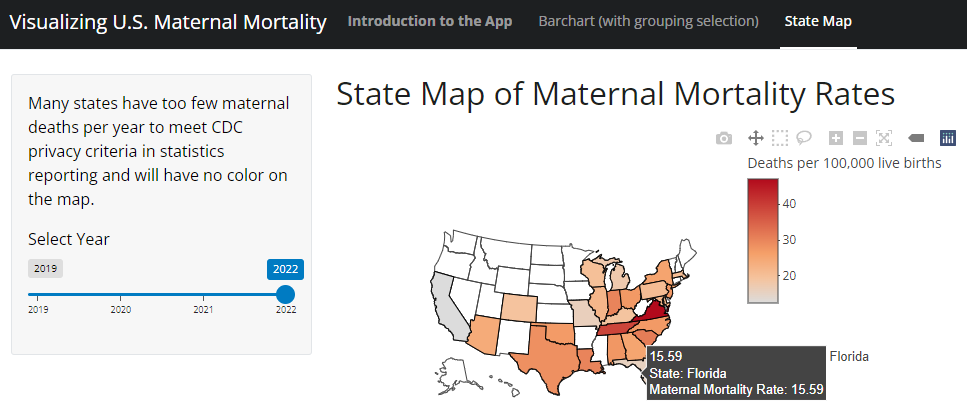 Visualizing U.S. Maternal Mortality Introduction to the App Barchart (with grouping selection) State Map
Many states have too few maternal
deaths per year to meet CDC
privacy criteria in statistics
reporting and will have no color on
the map.
Select Year
2019 2022
2019 2020 2021 2022
State Map of Maternal Mortality Rates
Deaths per 100,000 live births
40
30
20
15.59
State: Florida
Maternal Mortality Rate: 15.59
Florida